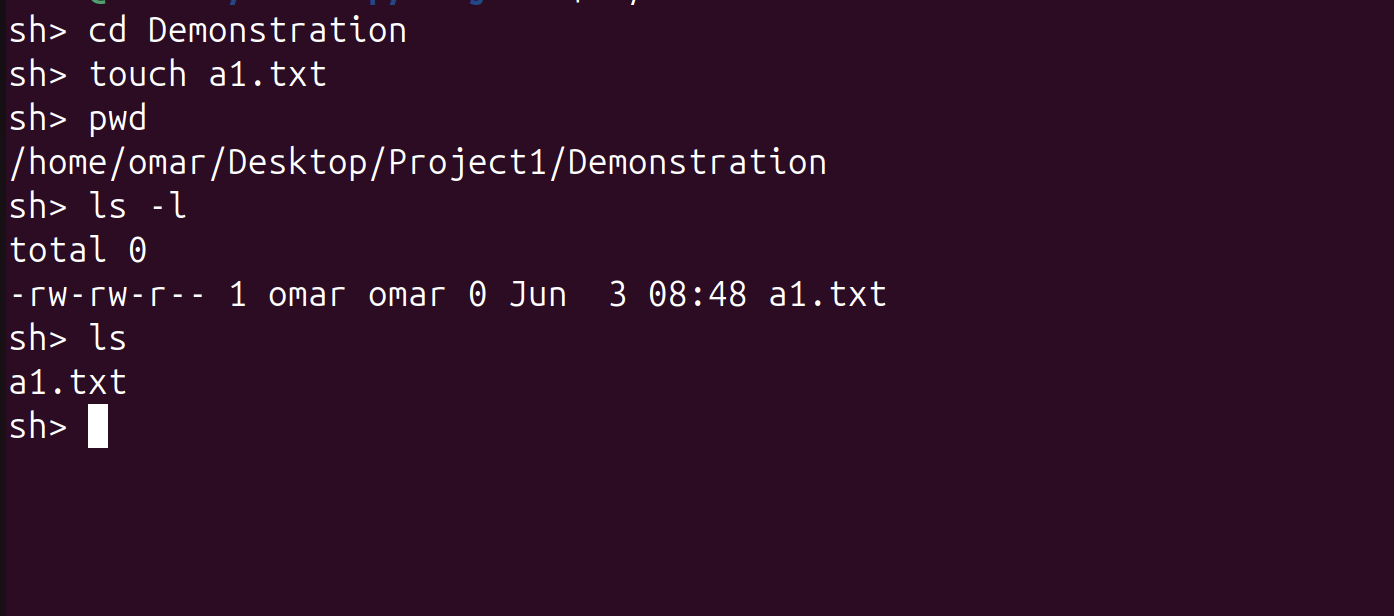 sh> cd Demonstration
sh> touch a1.txt
sh> pwd
/home/omar/Desktop/Project1/Demonstration
sh> ls -l
total 0
-rw-rw-r-- 1 omar omar 0 Jun  3 08:48 a1.txt
sh> ls
a1.txt
sh>